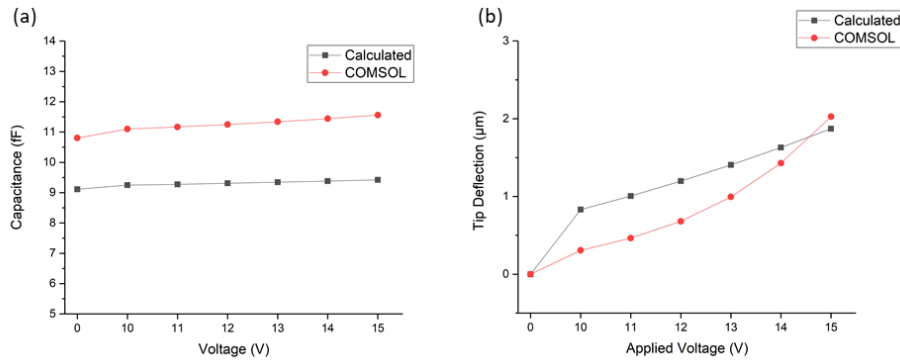 (a)
Calculated
COMSOL
14
13
12
11
10
9
8
7
6
5
Capacitance (fF)
0 10 11 12 13 14 15
Voltage (V)
(b)
Calculated
COMSOL
3
2
1
0
Tip Deflection (μm)
0 10 11 12 13 14 15
Applied Voltage (V)